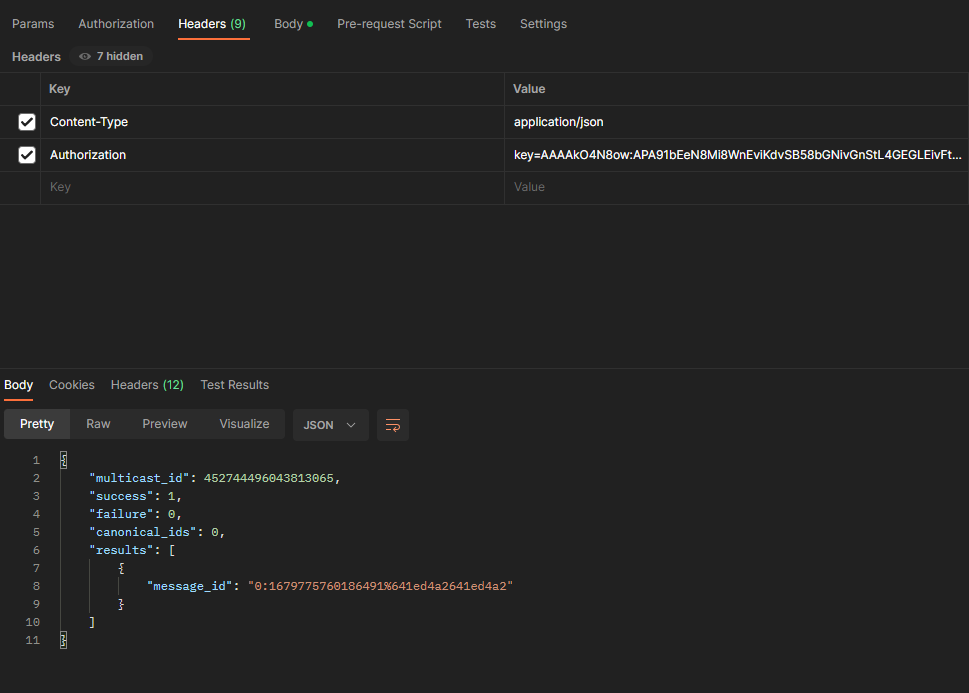 Params Authorization Headers (9) Body Pre-request Script Tests Settings
Headers 7 hidden
Key Value
Content-Type application/json
Authorization key=AAAAkO4N8ow:APA91bEeN8Mi8WnEviKdvSB58bGNivGnStL4GEGLEivFt...
Key Value
Body Cookies Headers (12) Test Results
Pretty Raw Preview Visualize JSON
1 {
2 "multicast_id": 452744496043813065,
3 "success": 1,
4 "failure": 0,
5 "canonical_ids": 0,
6 "results": [
7 {
8 "message_id": "0:1679775760186491%641ed4a2641ed4a2"
9 }
10 ]
11 }